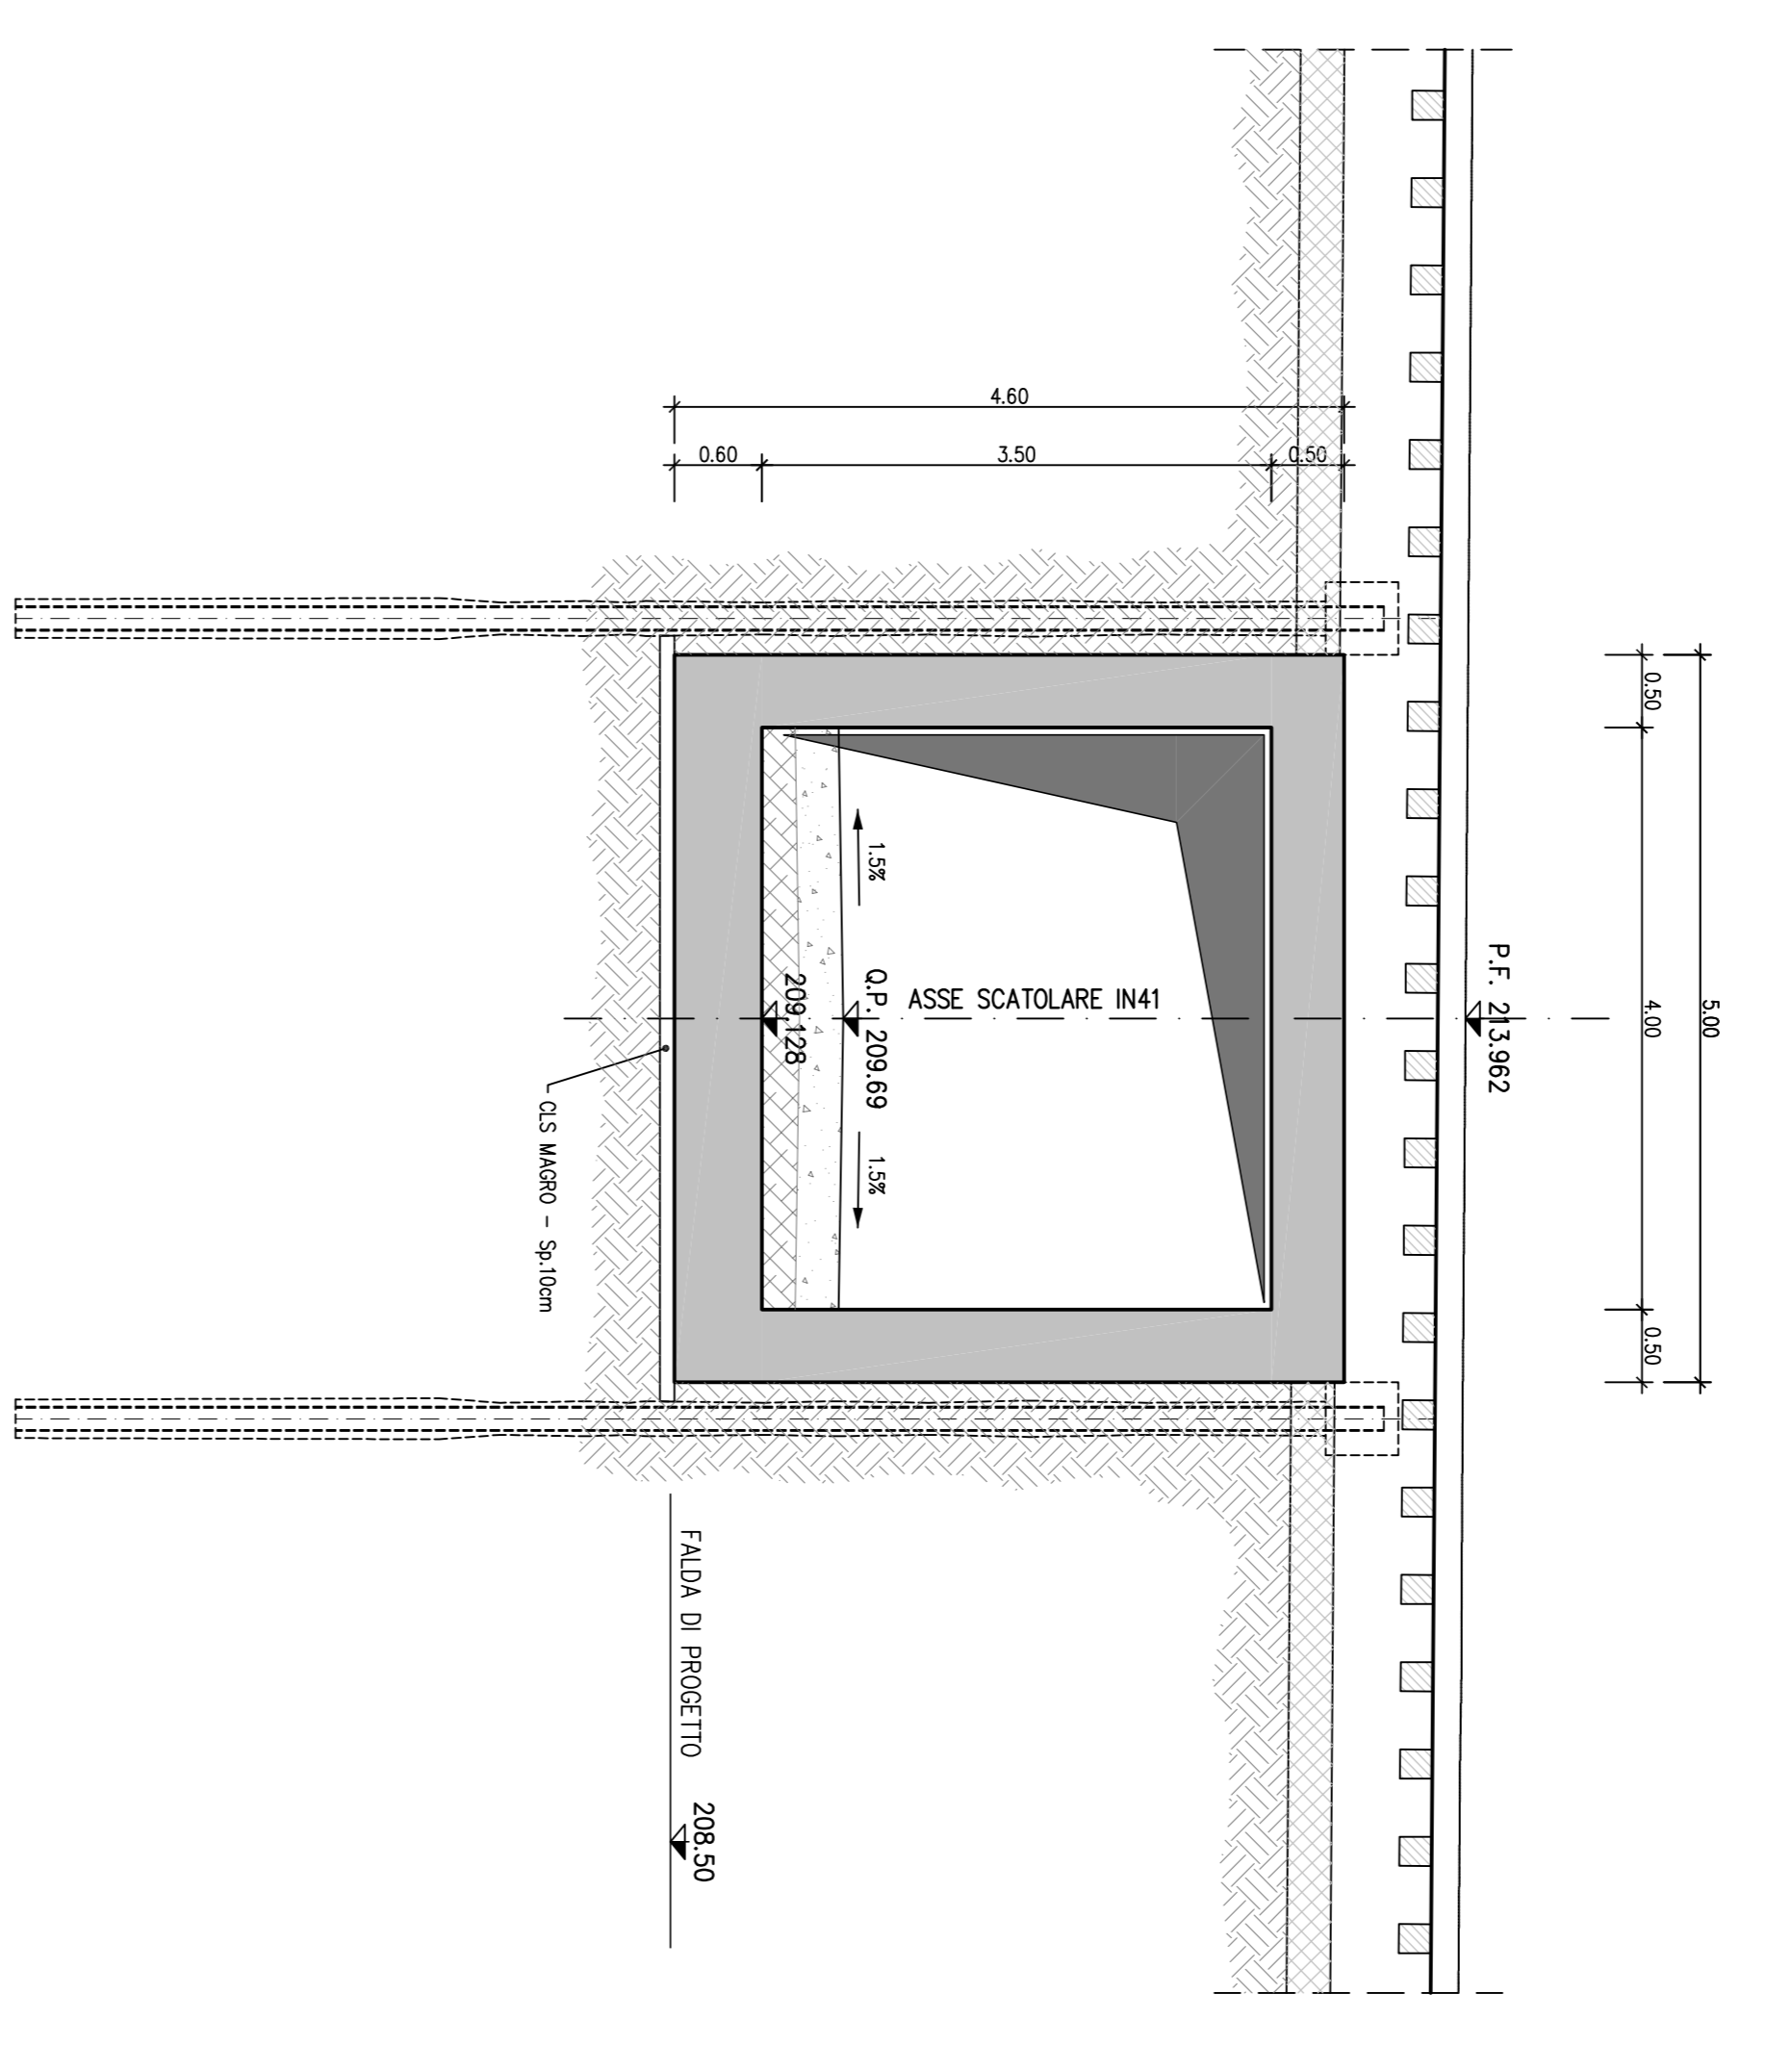 5.00
0.50
4.00
0.50
P.F. 213.962
4.60
0.50
3.50
0.60
ASSE SCATOLARE IN41
1.5%
Q.P. 209.69
1.5%
209.128
FALDA DI PROGETTO 208.50
CLS MAGRO - Sp.10cm